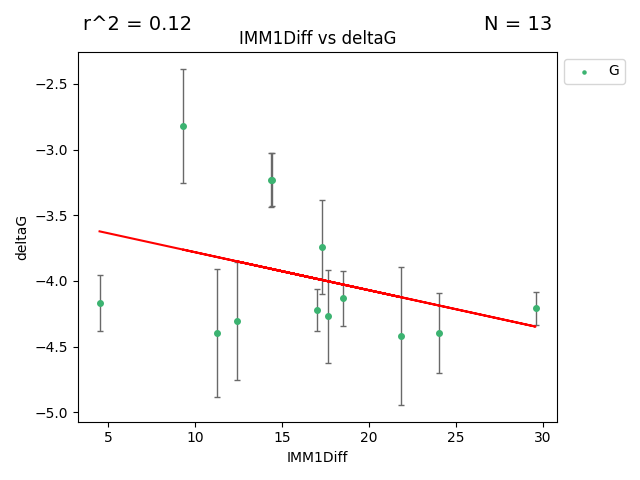 r^2 = 0.12
N = 13
IMM1Diff vs deltaG
G
deltaG
−2.5
−3.0
−3.5
−4.0
−4.5
−5.0
5 10 15 20 25 30
IMM1Diff